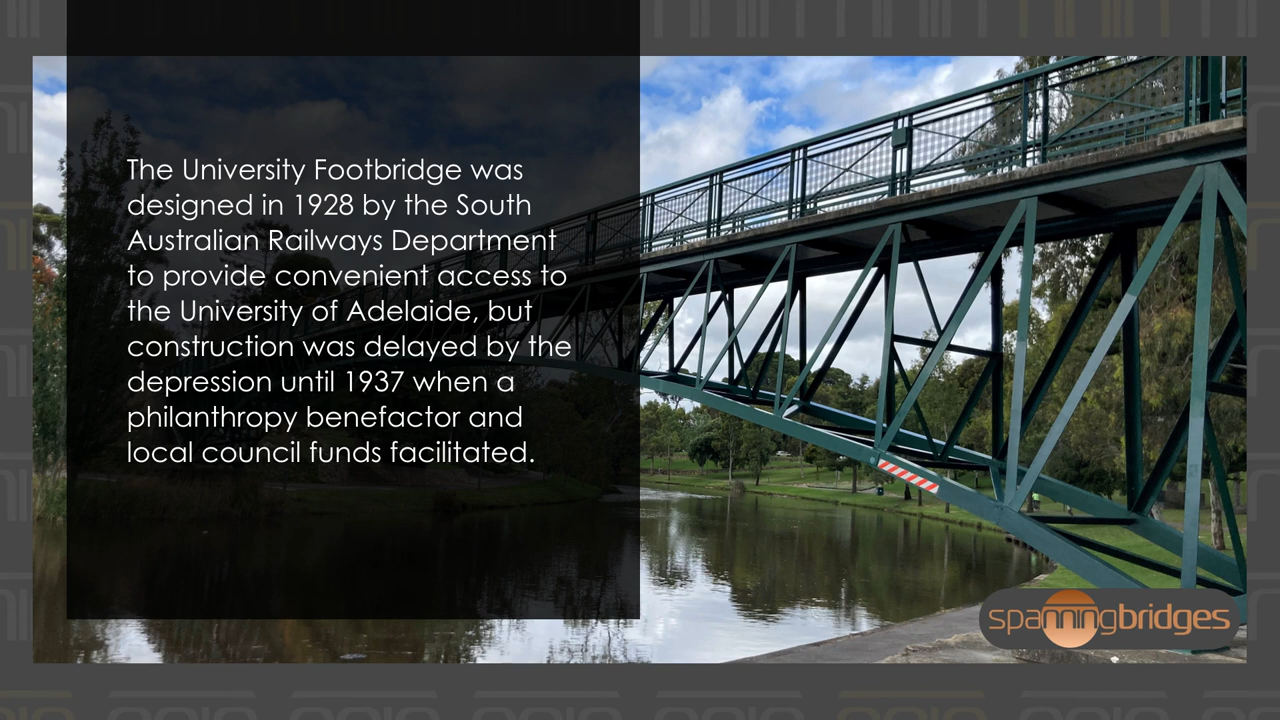 The University Footbridge was
designed in 1928 by the South
Australian Railways Department
to provide convenient access to
the University of Adelaide, but
construction was delayed by the
depression until 1937 when a
philanthropy benefactor and
local council funds facilitated.
spanningbridges